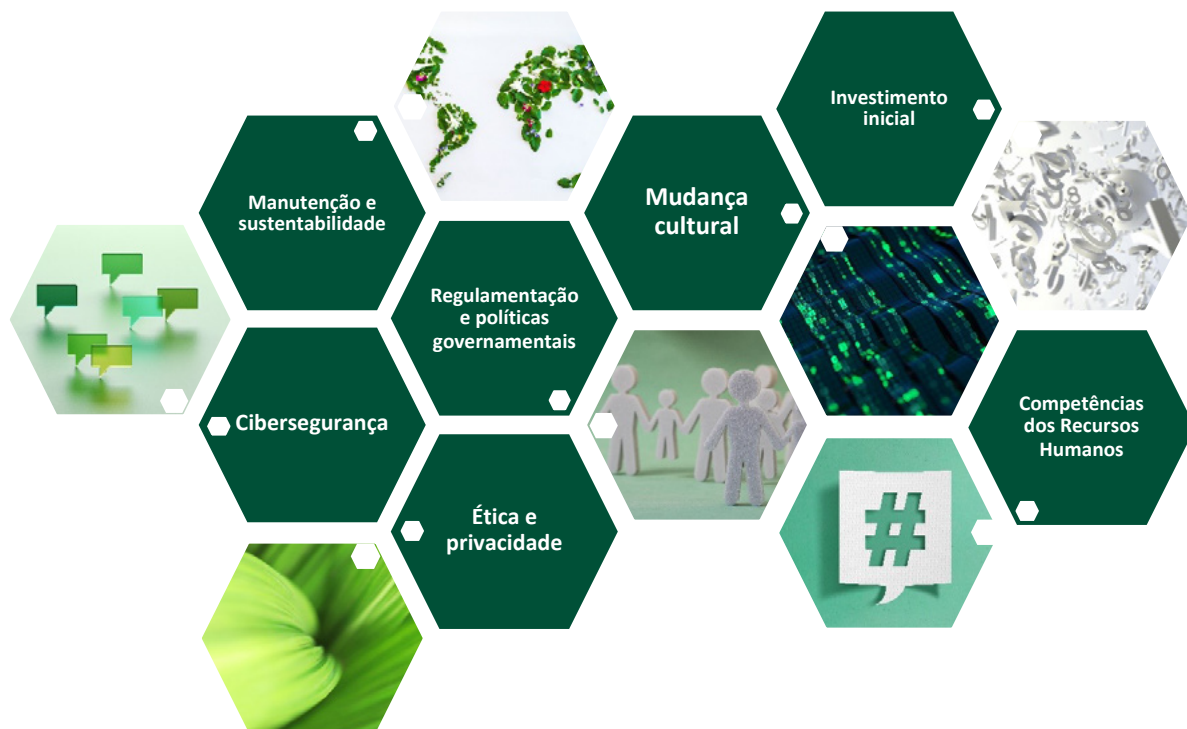 Investimento
inicial
Mudança
cultural
Manutenção e
sustentabilidade
Regulamentação
e políticas
governamentais
Competências
dos Recursos
Humanos
Cibersegurança
Ética e
privacidade
#